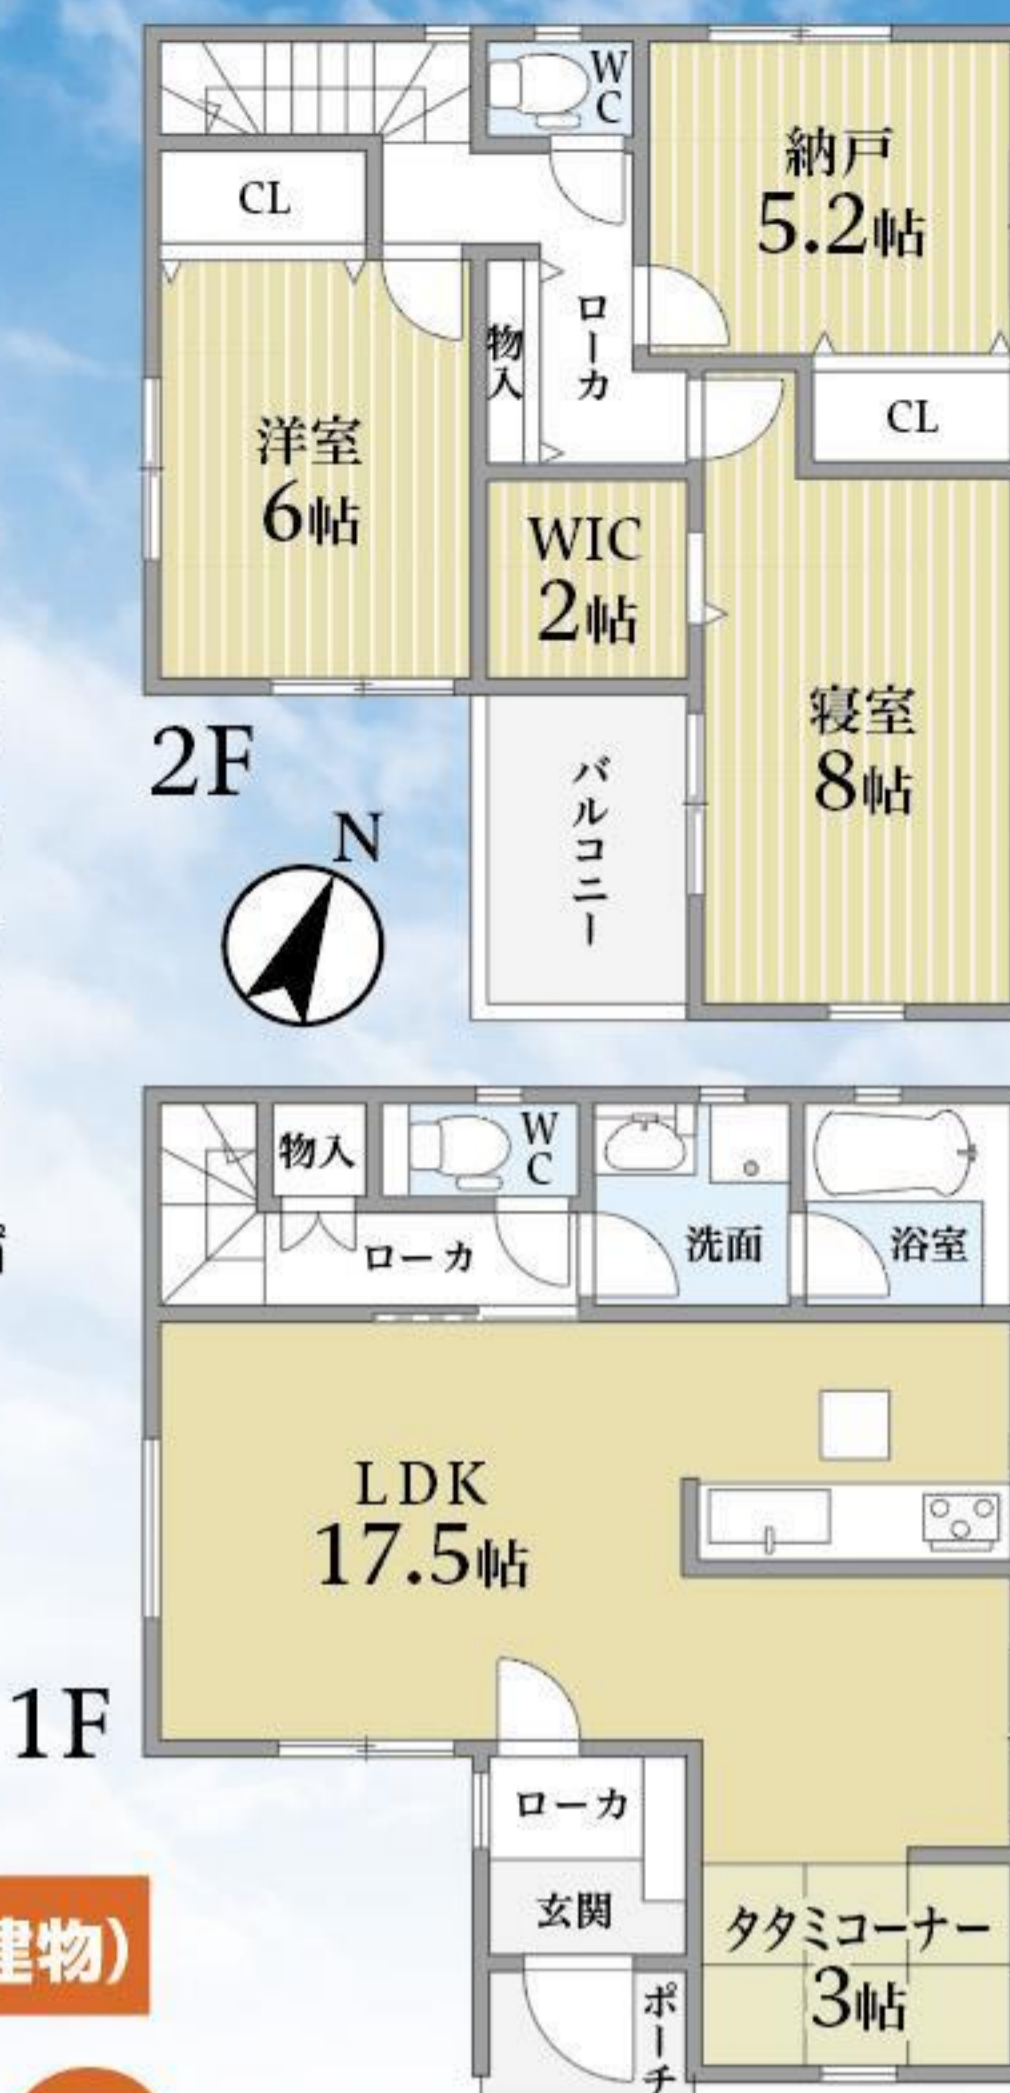 WC
納戸
5.2帖
CL
ローカ
物入
CL
洋室
6帖
WIC
2帖
寝室
8帖
2F
バルコニー
N
物入
WC
ローカ
洗面
浴室
LDK
17.5帖
1F
ローカ
玄関
タタミコーナー
3帖
ポーチ
建物)